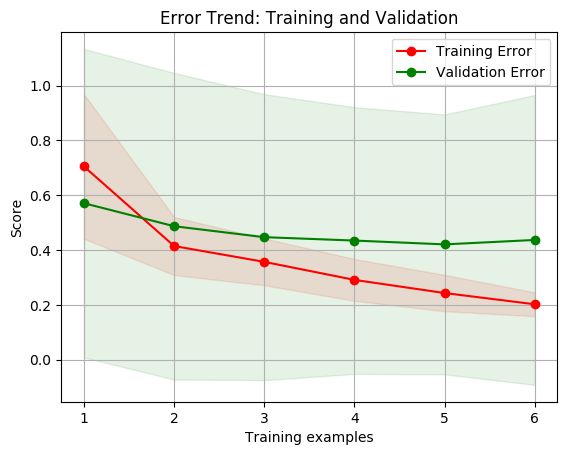 Error Trend: Training and Validation
Training Error
Validation Error
Score
1.0
0.8
0.6
0.4
0.2
0.0
1 2 3 4 5 6
Training examples